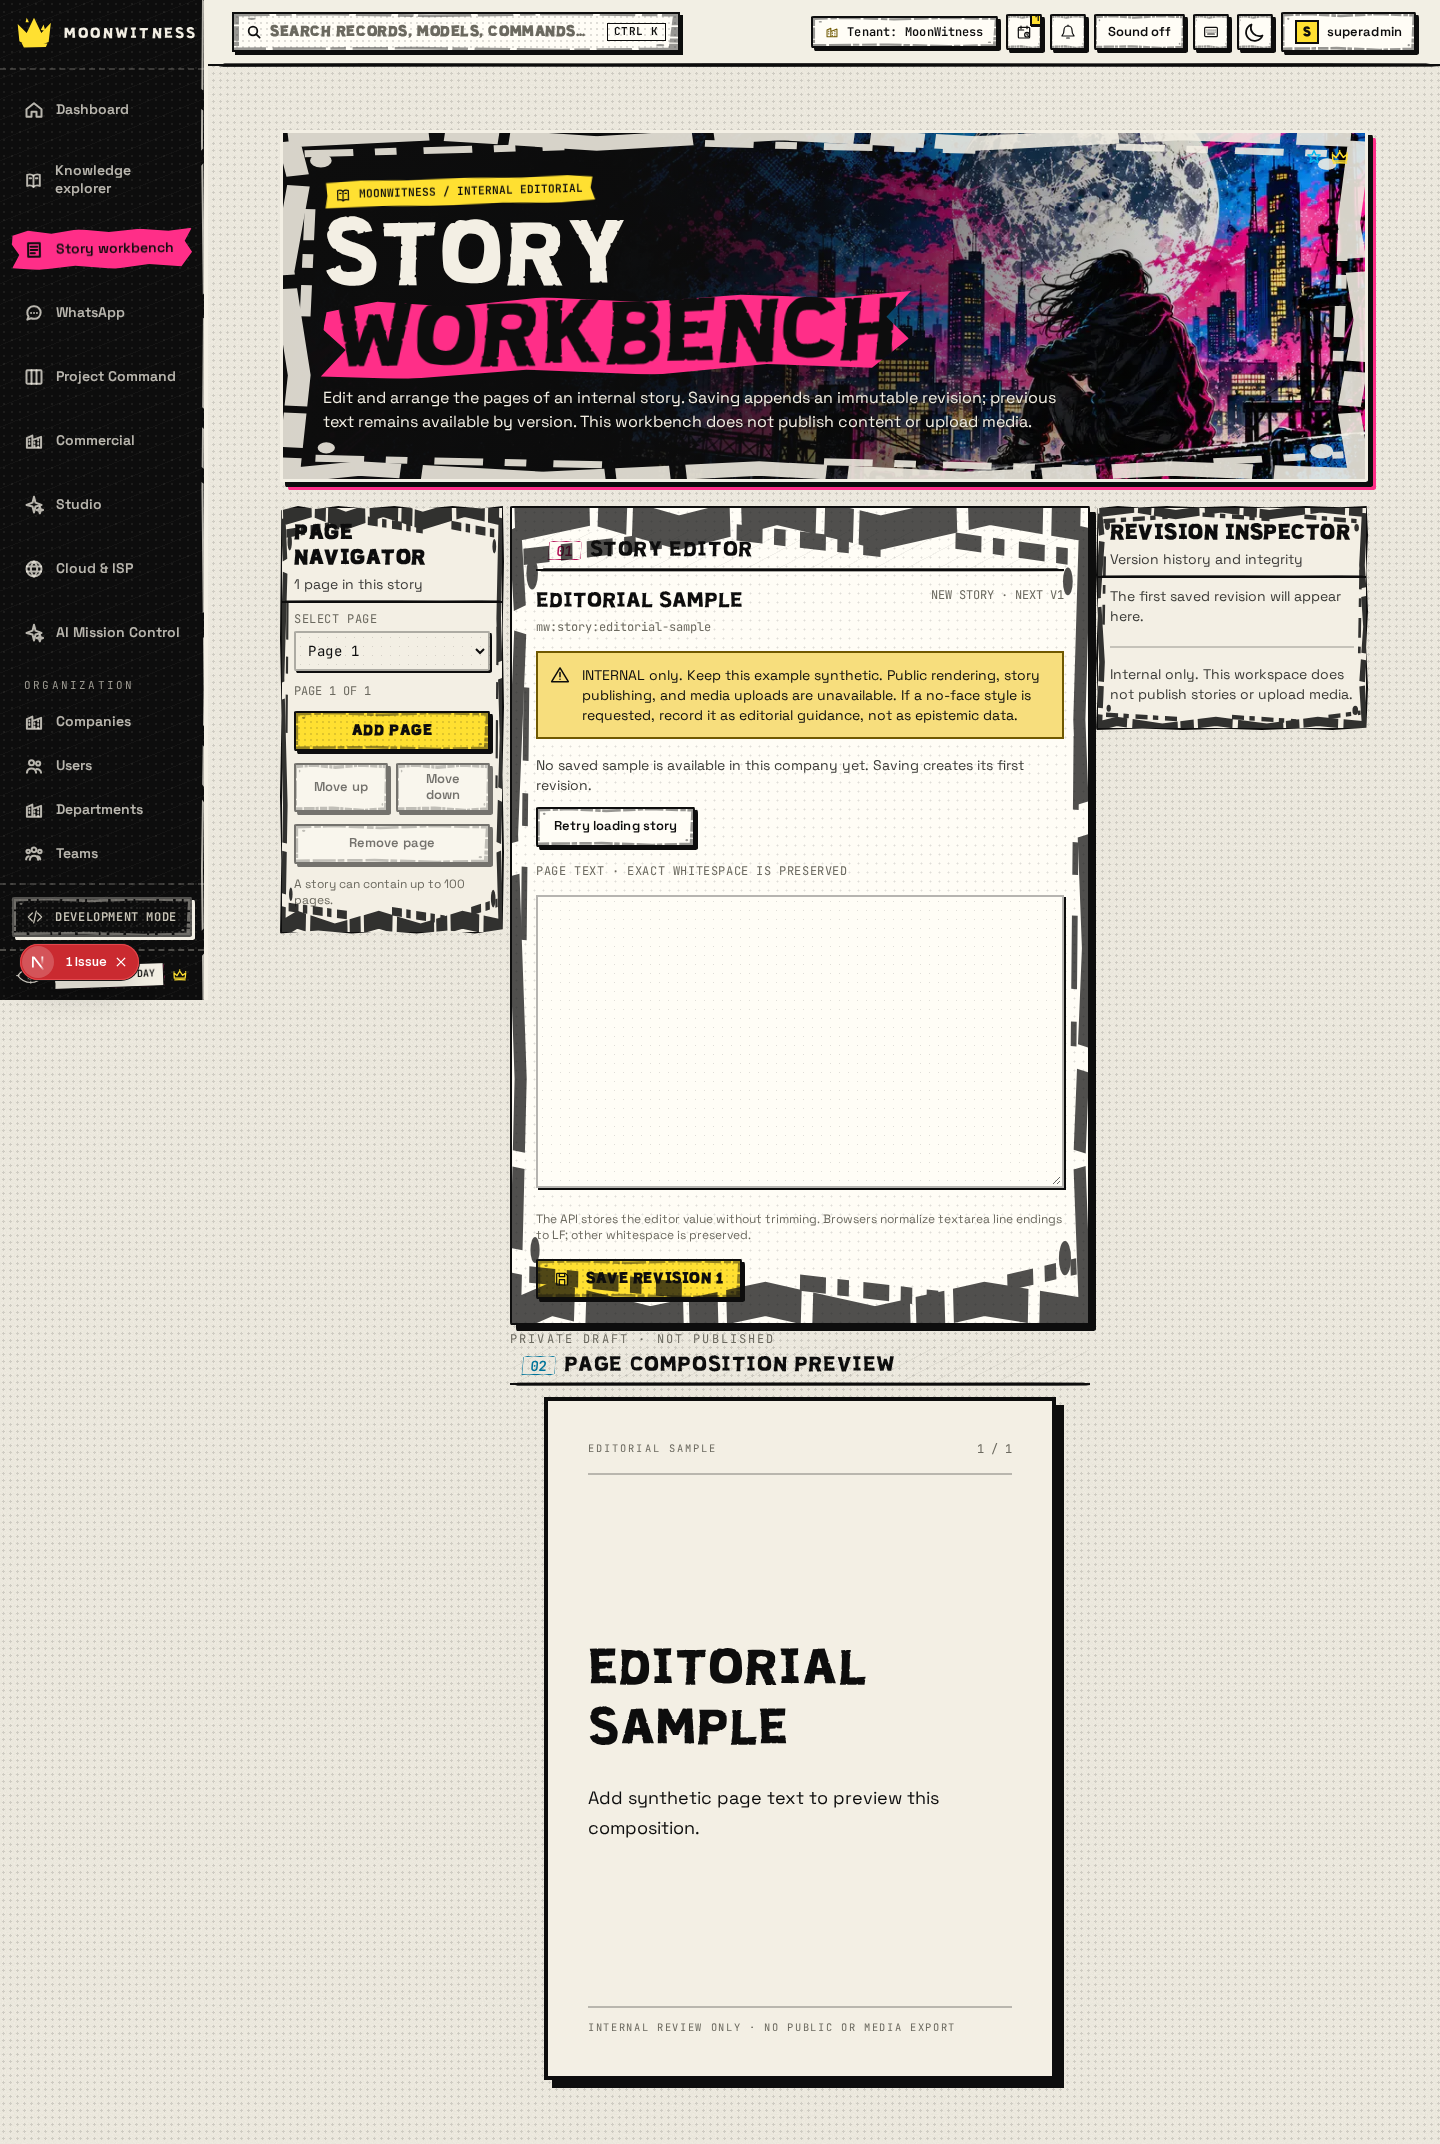 MOONWITNESS
SEARCH RECORDS, MODELS, COMMANDS…
CTRL K
Tenant: MoonWitness
Sound off
S
superadmin
Dashboard
Knowledge
explorer
Story workbench
WhatsApp
Project Command
Commercial
Studio
Cloud & ISP
AI Mission Control
ORGANIZATION
Companies
Users
Departments
Teams
DEVELOPMENT MODE
N
1 Issue
DAY
MOONWITNESS / INTERNAL EDITORIAL
STORY
WORKBENCH
Edit and arrange the pages of an internal story. Saving appends an immutable revision; previous
text remains available by version. This workbench does not publish content or upload media.
PAGE
NAVIGATOR
1 page in this story
SELECT PAGE
Page 1
PAGE 1 OF 1
ADD PAGE
Move up
Move
down
Remove page
A story can contain up to 100
pages.
01 STORY EDITOR
EDITORIAL SAMPLE
NEW STORY · NEXT V1
mw:story:editorial-sample
INTERNAL only. Keep this example synthetic. Public rendering, story
publishing, and media uploads are unavailable. If a no-face style is
requested, record it as editorial guidance, not as epistemic data.
No saved sample is available in this company yet. Saving creates its first
revision.
Retry loading story
PAGE TEXT · EXACT WHITESPACE IS PRESERVED
The API stores the editor value without trimming. Browsers normalize textarea line endings
to LF; other whitespace is preserved.
SAVE REVISION 1
REVISION INSPECTOR
Version history and integrity
The first saved revision will appear
here.
Internal only. This workspace does
not publish stories or upload media.
PRIVATE DRAFT · NOT PUBLISHED
02 PAGE COMPOSITION PREVIEW
EDITORIAL SAMPLE
1 / 1
EDITORIAL
SAMPLE
Add synthetic page text to preview this
composition.
INTERNAL REVIEW ONLY · NO PUBLIC OR MEDIA EXPORT